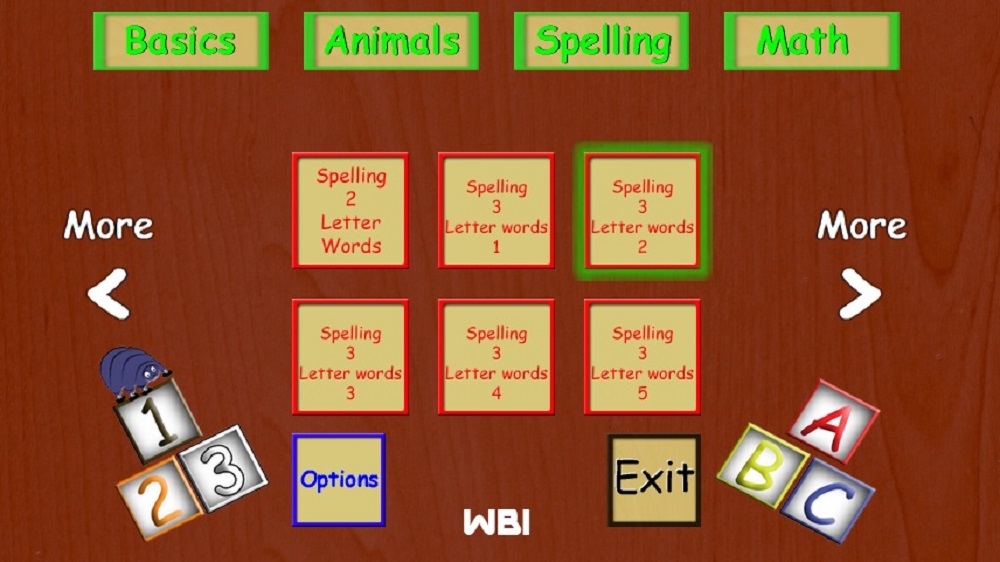 Basics
Animals
Spelling
Math
Spelling
2
Letter
Words
Spelling
3
Letter words
1
Spelling
3
Letter words
2
More
<
More
>
Spelling
3
Letter words
3
Spelling
3
Letter words
4
Spelling
3
Letter words
5
1
2
3
A
B
C
Options
Exit
WBI